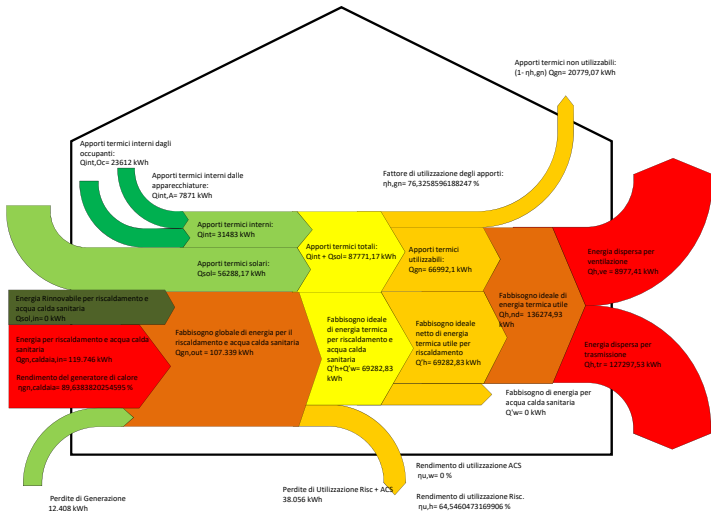 Apporti termici non utilizzabili:
(1- ηh,gn) Qgn= 20779,07 kWh
Apporti termici interni dagli
occupanti:
Qint,Oc= 23612 kWh
Apporti termici interni dalle
apparecchiature:
Qint,A= 7871 kWh
Fattore di utilizzazione degli apporti:
ηh,gn= 76,3258596188247 %
Apporti termici interni:
Qint= 31483 kWh
Apporti termici solari:
Qsol= 56288,17 kWh
Apporti termici totali:
Qint + Qsol= 87771,17 kWh
Apporti termici
utilizzabili:
Qgn= 66992,1 kWh
Energia dispersa per
ventilazione
Qh,ve= 8977,41 kWh
Energia Rinnovabile per riscaldamento e
acqua calda sanitaria
Qsol,in= 0 kWh
Energia per riscaldamento e acqua calda
sanitaria
Qgn,caldaia,in= 119.746 kWh
Rendimento del generatore di calore
ηgn,caldaia= 89,6383829254595 %
Fabbisogno globale di energia per il
riscaldamento e acqua calda sanitaria
Qgn,out = 107.339 kWh
Fabbisogno ideale
di energia termica
per riscaldamento e
acqua calda
sanitaria
Q'h+Q'w= 69282,83
kWh
Fabbisogno ideale
netto di energia
termica utile per
riscaldamento
Q'h= 69282,83 kWh
Fabbisogno ideale di
energia termica utile
Qh,nd= 136274,93
kWh
Energia dispersa per
trasmissione
Qh,tr = 127297,53 kWh
Fabbisogno di energia per
acqua calda sanitaria
Q'w= 0 kWh
Perdite di Generazione
12.408 kWh
Perdite di Utilizzazione Risc + ACS
38.056 kWh
Rendimento di utilizzazione ACS
ηu,w= 0 %
Rendimento di utilizzazione Risc.
ηu,h= 64,5460473169906 %